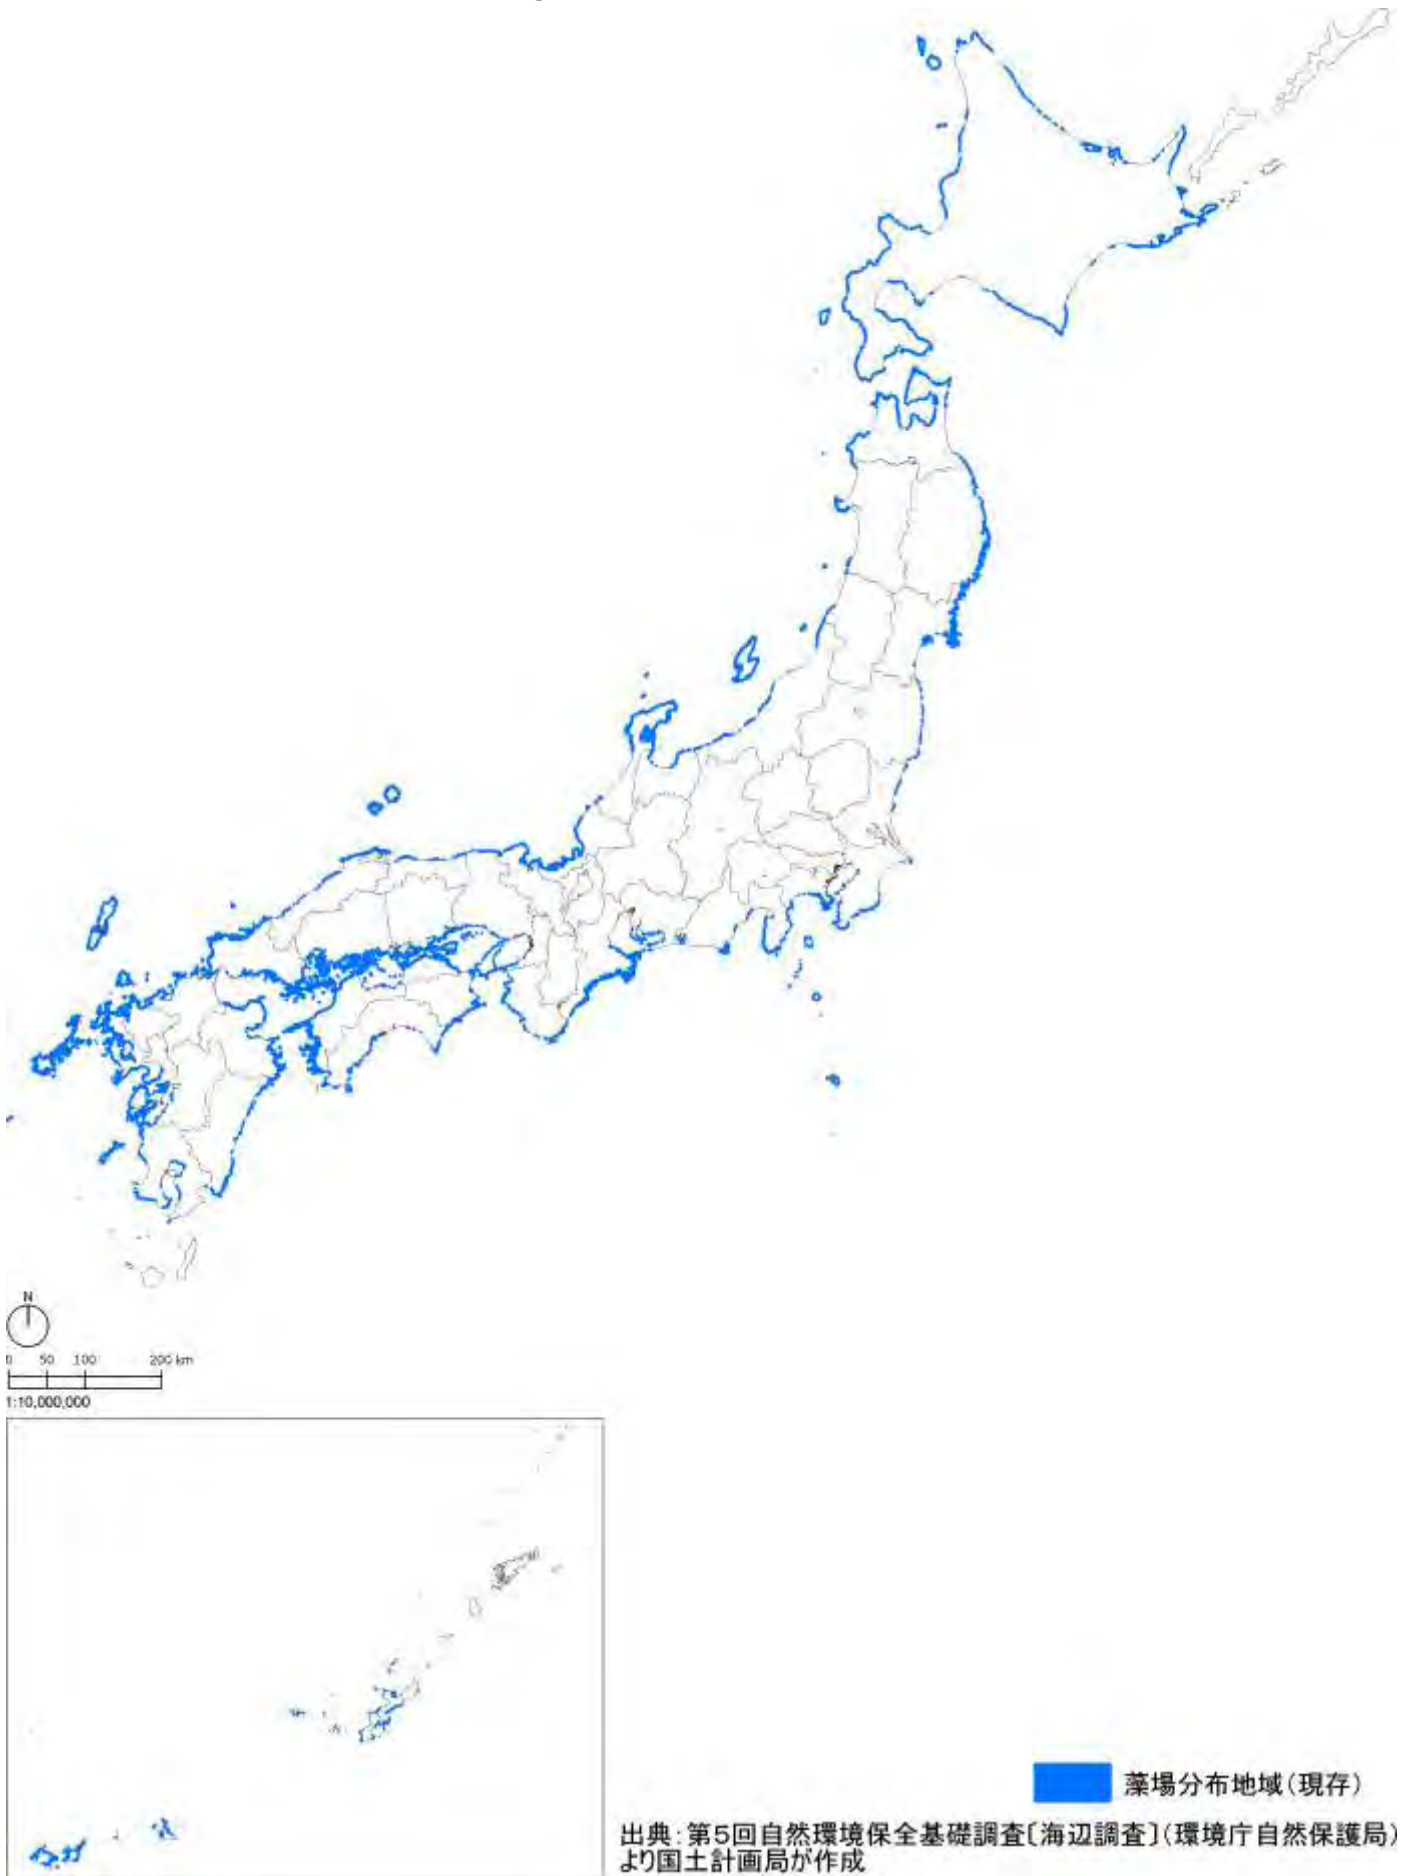 N
0 50 100 200 km
1:10,000,000
藻場分布地域(現存)
出典:第5回自然環境保全基礎調査〔海辺調査〕(環境庁自然保護局)
より国土計画局が作成